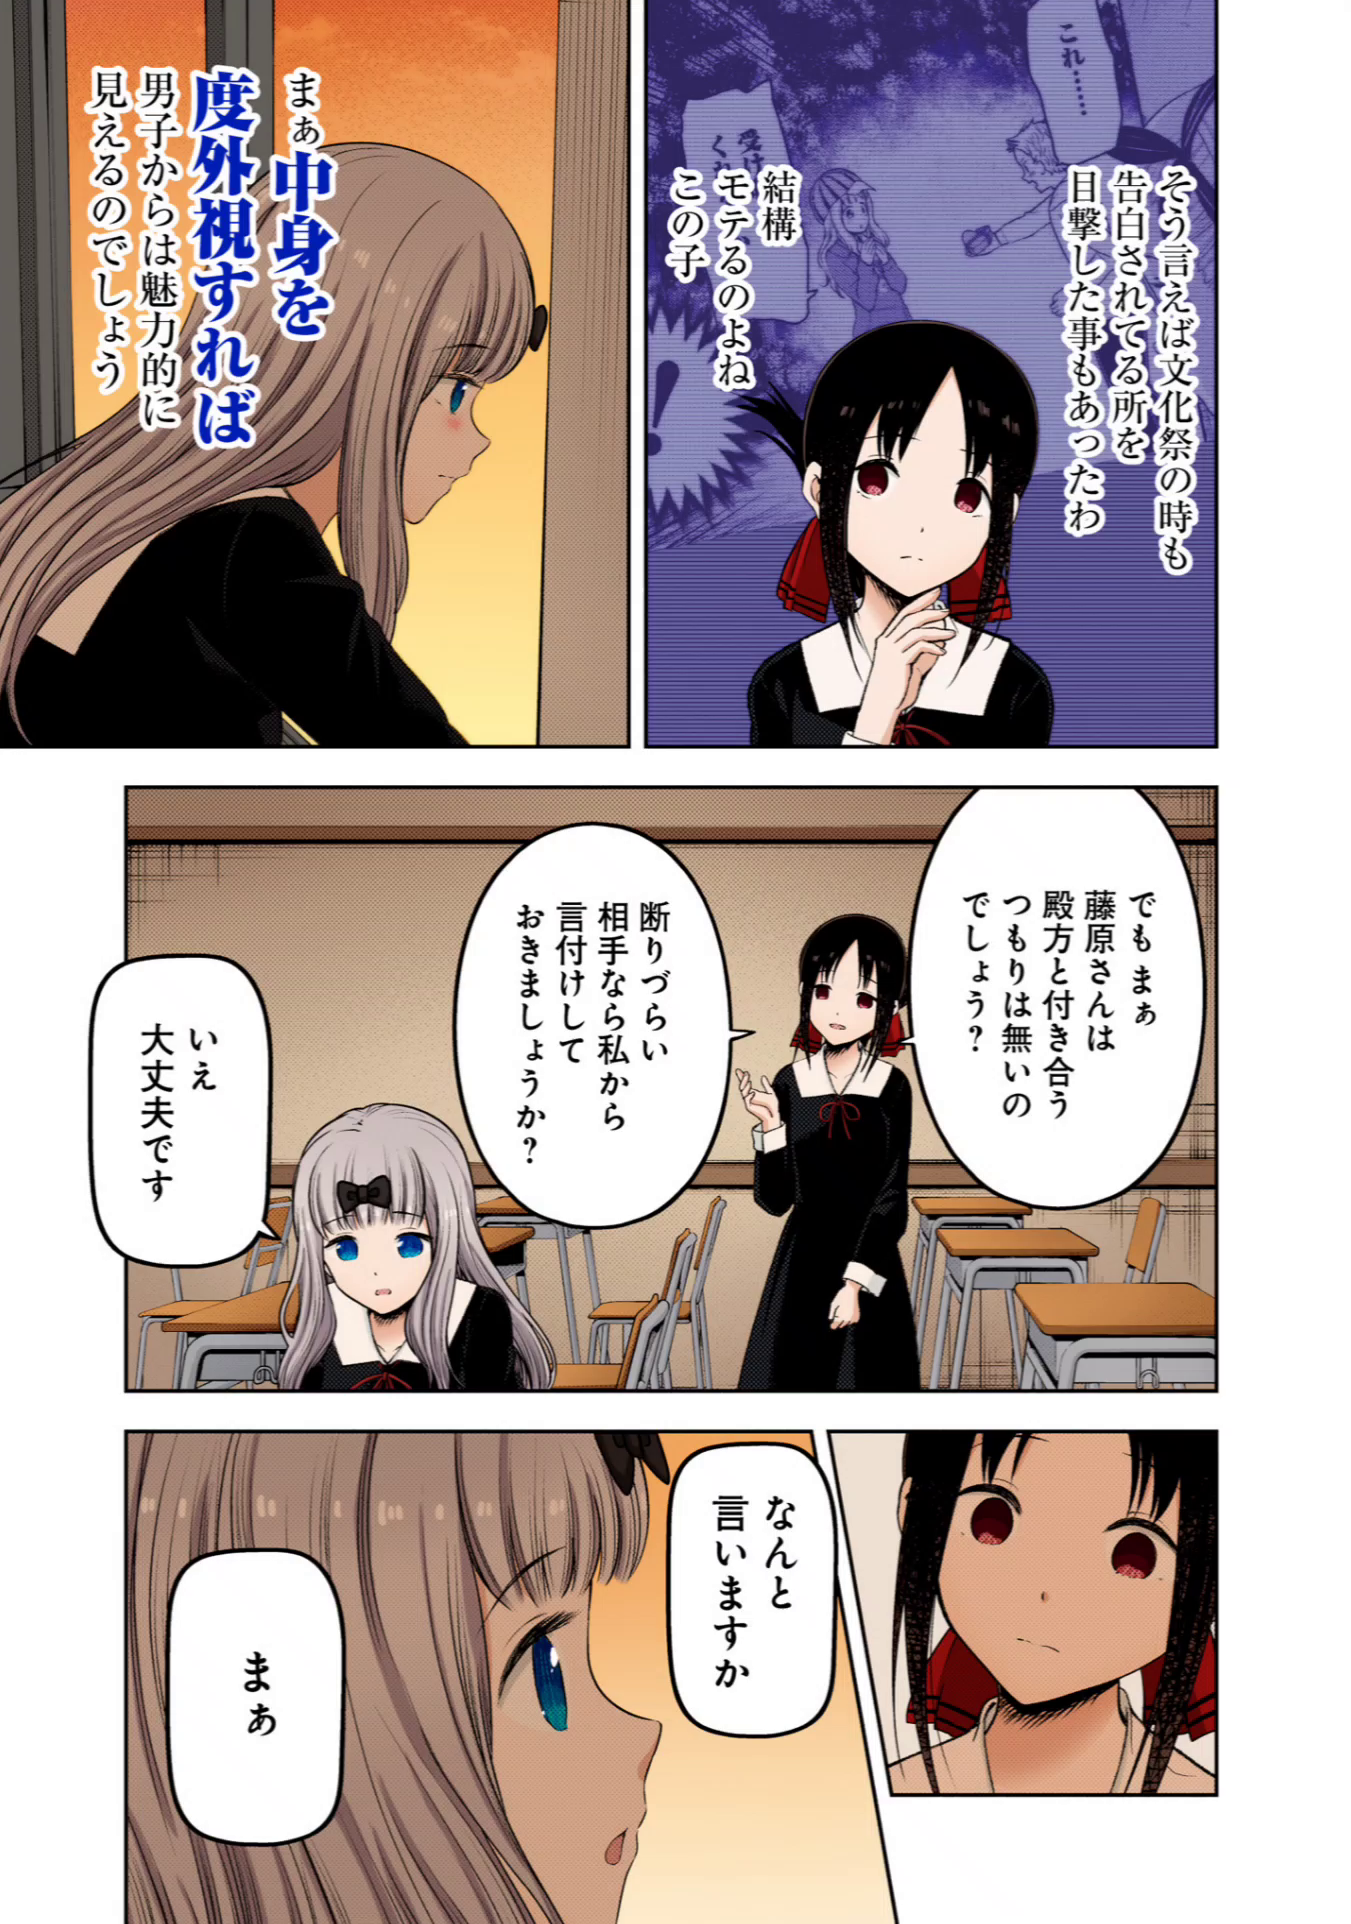 そう言えば文化祭の時も
告白されてる所を
目撃した事もあったわ
これ……
受け
結構
モテるのよね
この子
！
まぁ中身を
度外視すれば
男子からは魅力的に
見えるのでしょう
でもまぁ
藤原さんは
殿方と付き合う
つもりは無いの
でしょう？
断りづらい
相手なら私から
言付けして
おきましょうか？
いえ
大丈夫です
なんと
言いますか
まぁ